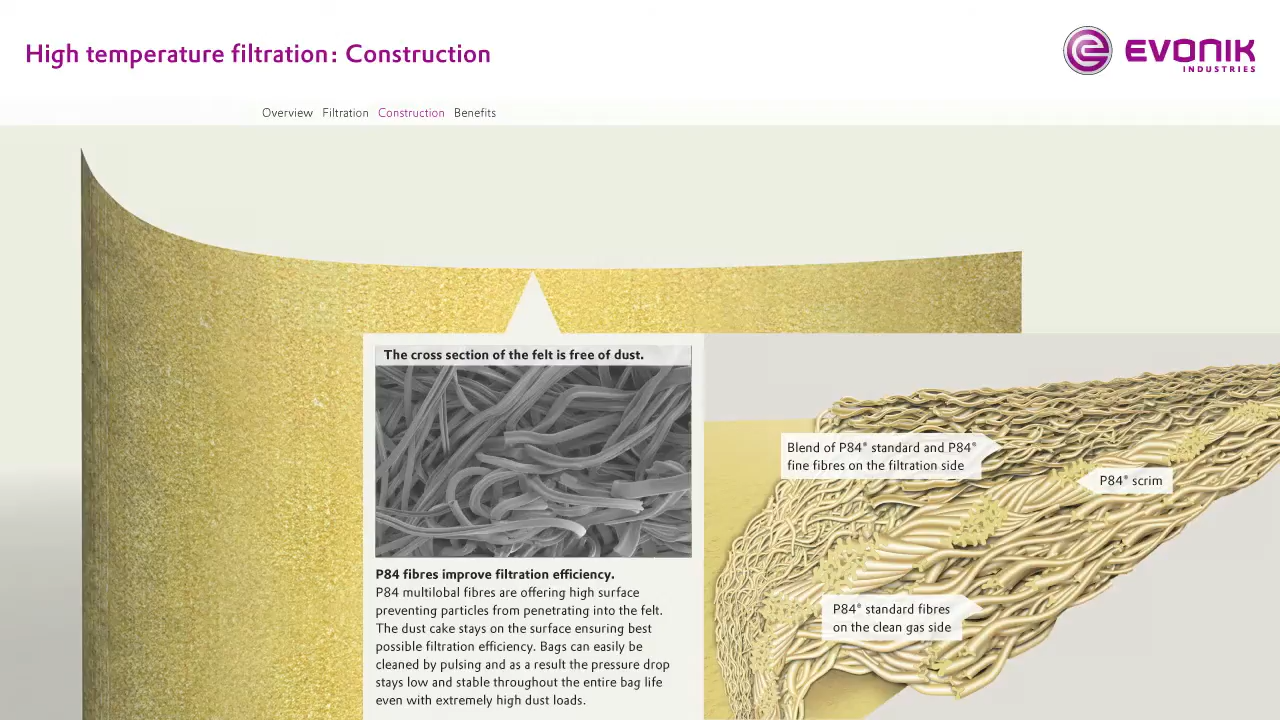 High temperature filtration: Construction
EVONIK
INDUSTRIES
Overview Filtration Construction Benefits
The cross section of the felt is free of dust.
P84 fibres improve filtration efficiency.
P84 multilobal fibres are offering high surface
preventing particles from penetrating into the felt.
The dust cake stays on the surface ensuring best
possible filtration efficiency. Bags can easily be
cleaned by pulsing and as a result the pressure drop
stays low and stable throughout the entire bag life
even with extremely high dust loads.
Blend of P84® standard and P84®
fine fibres on the filtration side
P84® scrim
P84® standard fibres
on the clean gas side